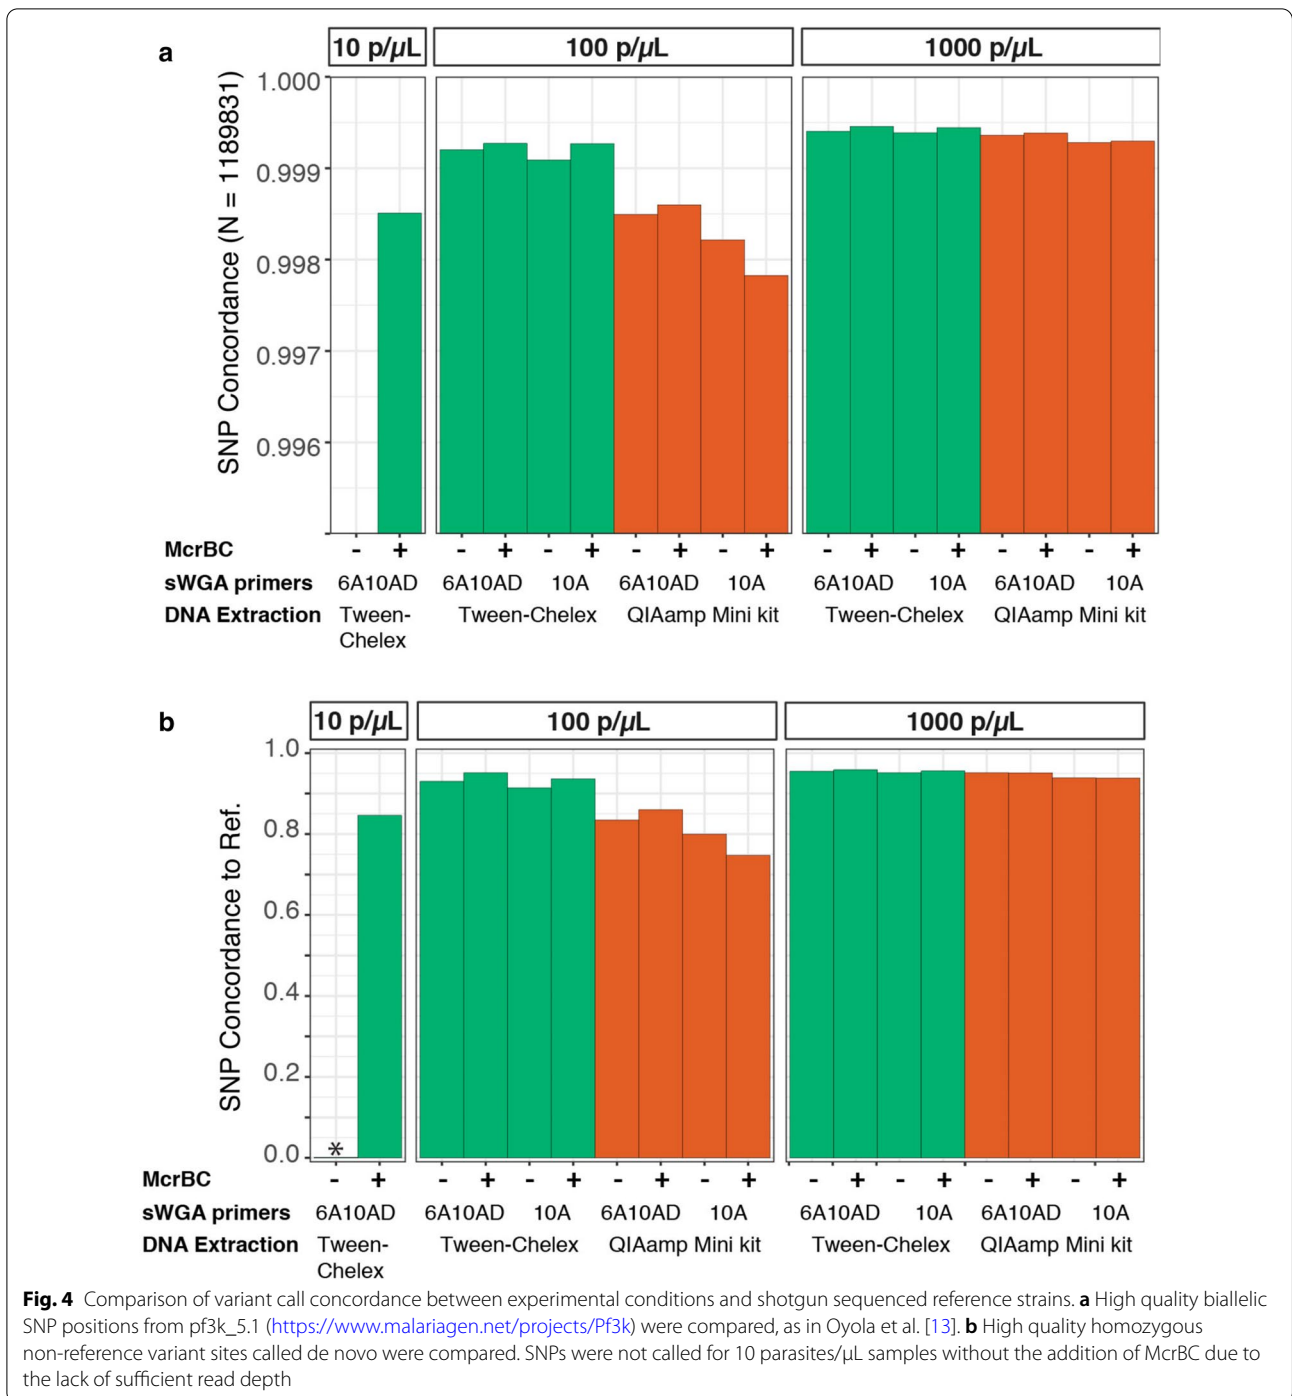 a
10 p/µL 100 p/µL 1000 p/µL
SNP Concordance (N = 1189831)
1.000
0.999
0.998
0.997
0.996
McrBC - + - + - + - + - + - + - + - + - +
sWGA primers 6A10AD 6A10AD 10A 6A10AD 10A 6A10AD 10A 6A10AD 10A
DNA Extraction Tween- Tween-Chelex QIAamp Mini kit Tween-Chelex QIAamp Mini kit
Chelex
b
10 p/µL 100 p/µL 1000 p/µL
SNP Concordance to Ref.
1.0
0.8
0.6
0.4
0.2
0.0
*
McrBC - + - + - + - + - + - + - + - + - +
sWGA primers 6A10AD 6A10AD 10A 6A10AD 10A 6A10AD 10A 6A10AD 10A
DNA Extraction Tween- Tween-Chelex QIAamp Mini kit Tween-Chelex QIAamp Mini kit
Chelex
Fig. 4 Comparison of variant call concordance between experimental conditions and shotgun sequenced reference strains. a High quality biallelic
SNP positions from pf3k_5.1 (https://www.malariagen.net/projects/Pf3k) were compared, as in Oyola et al. [13]. b High quality homozygous
non-reference variant sites called de novo were compared. SNPs were not called for 10 parasites/µL samples without the addition of McrBC due to
the lack of sufficient read depth